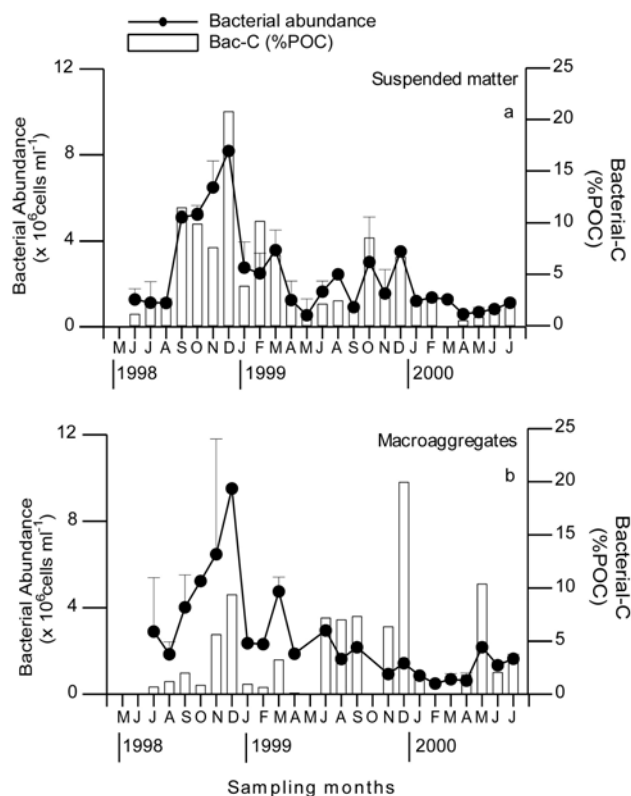 Bacterial abundance
Bac-C (%POC)
12
8
4
0
Bacterial Abundance
(x 10⁶cells ml⁻¹)
Suspended matter
a
25
20
15
10
5
0
Bacterial-C
(%POC)
M J J A S O N D J F M A M J J A S O N D J F M A M J J
1998 1999 2000
12
8
4
0
Bacterial Abundance
(x 10⁶cells ml⁻¹)
Macroaggregates
b
25
20
15
10
5
0
Bacterial-C
(%POC)
M J J A S O N D J F M A M J J A S O N D J F M A M J J
1998 1999 2000
Sampling months